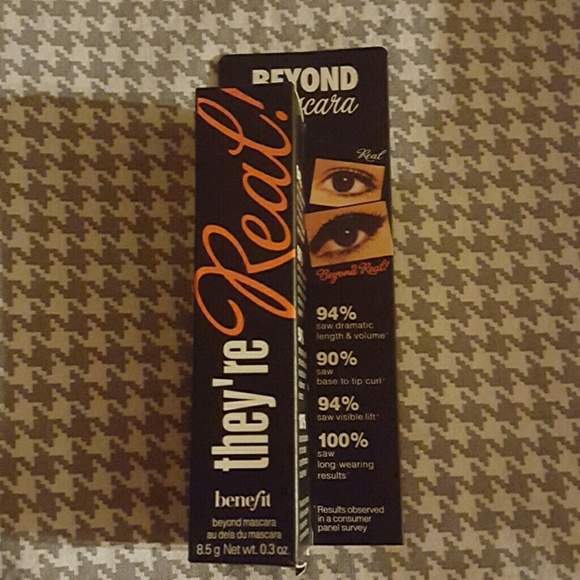 they're
Real!
benefit
beyond mascara
au delà du mascara
8.5 g Net wt. 0.3 oz.
BEYOND
cara
Real
Beyond Real!
94%
saw dramatic
length & volume*
90%
saw
base to tip curl*
94%
saw visible lift*
100%
saw
long-wearing
results*
*Results observed
in a consumer
panel survey